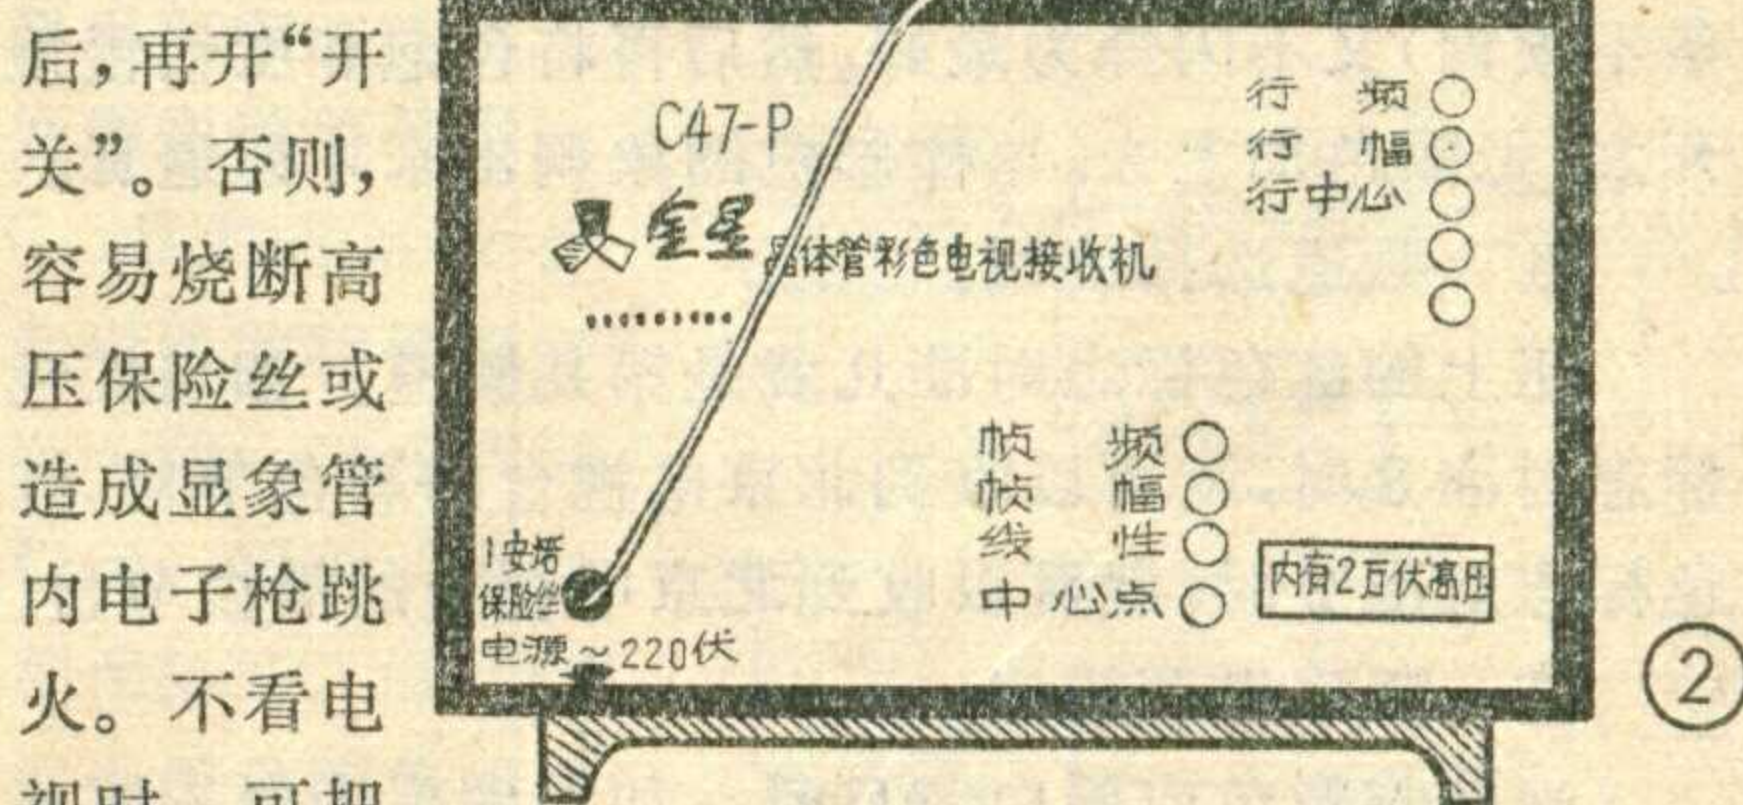 后,再开“开
关”。否则,
容易烧断高
压保险丝或
造成显象管
内电子枪跳
火。不看电
视时,可把
C47-P
金星
晶体管彩色电视接收机
行 频
行 幅
行中心
帧 频
帧 幅
线 性
中心点
内有2万伏高压
1安培
保险丝
电源~220伏
②